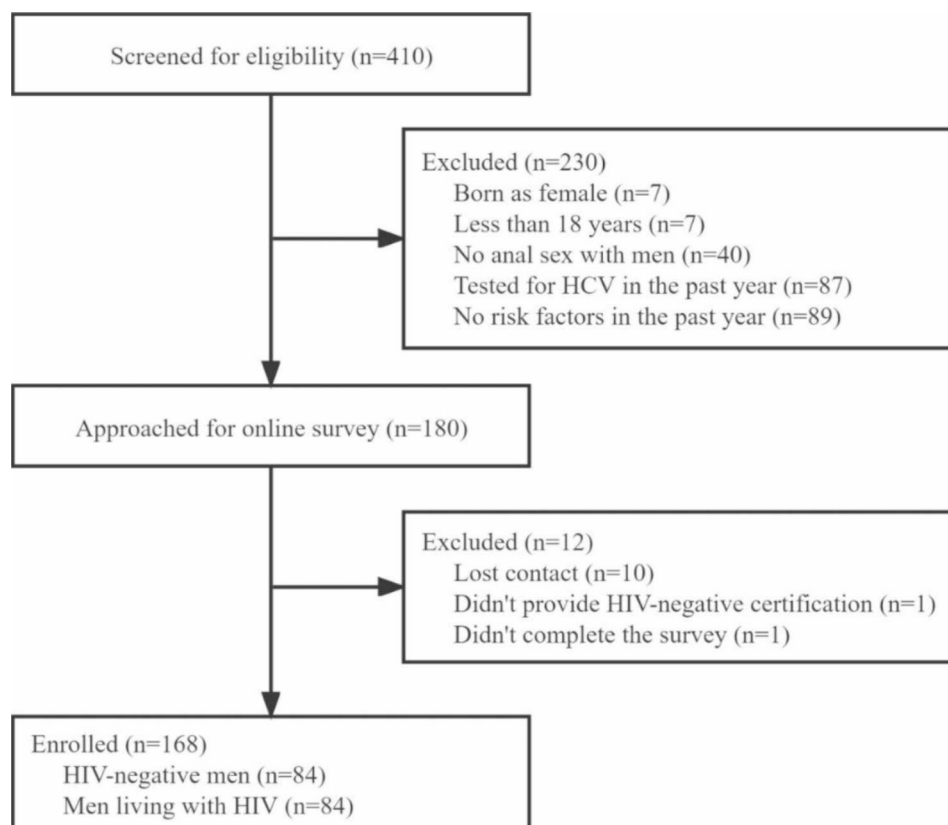 Screened for eligibility (n=410)
Excluded (n=230)
Born as female (n=7)
Less than 18 years (n=7)
No anal sex with men (n=40)
Tested for HCV in the past year (n=87)
No risk factors in the past year (n=89)
Approached for online survey (n=180)
Excluded (n=12)
Lost contact (n=10)
Didn't provide HIV-negative certification (n=1)
Didn't complete the survey (n=1)
Enrolled (n=168)
HIV-negative men (n=84)
Men living with HIV (n=84)